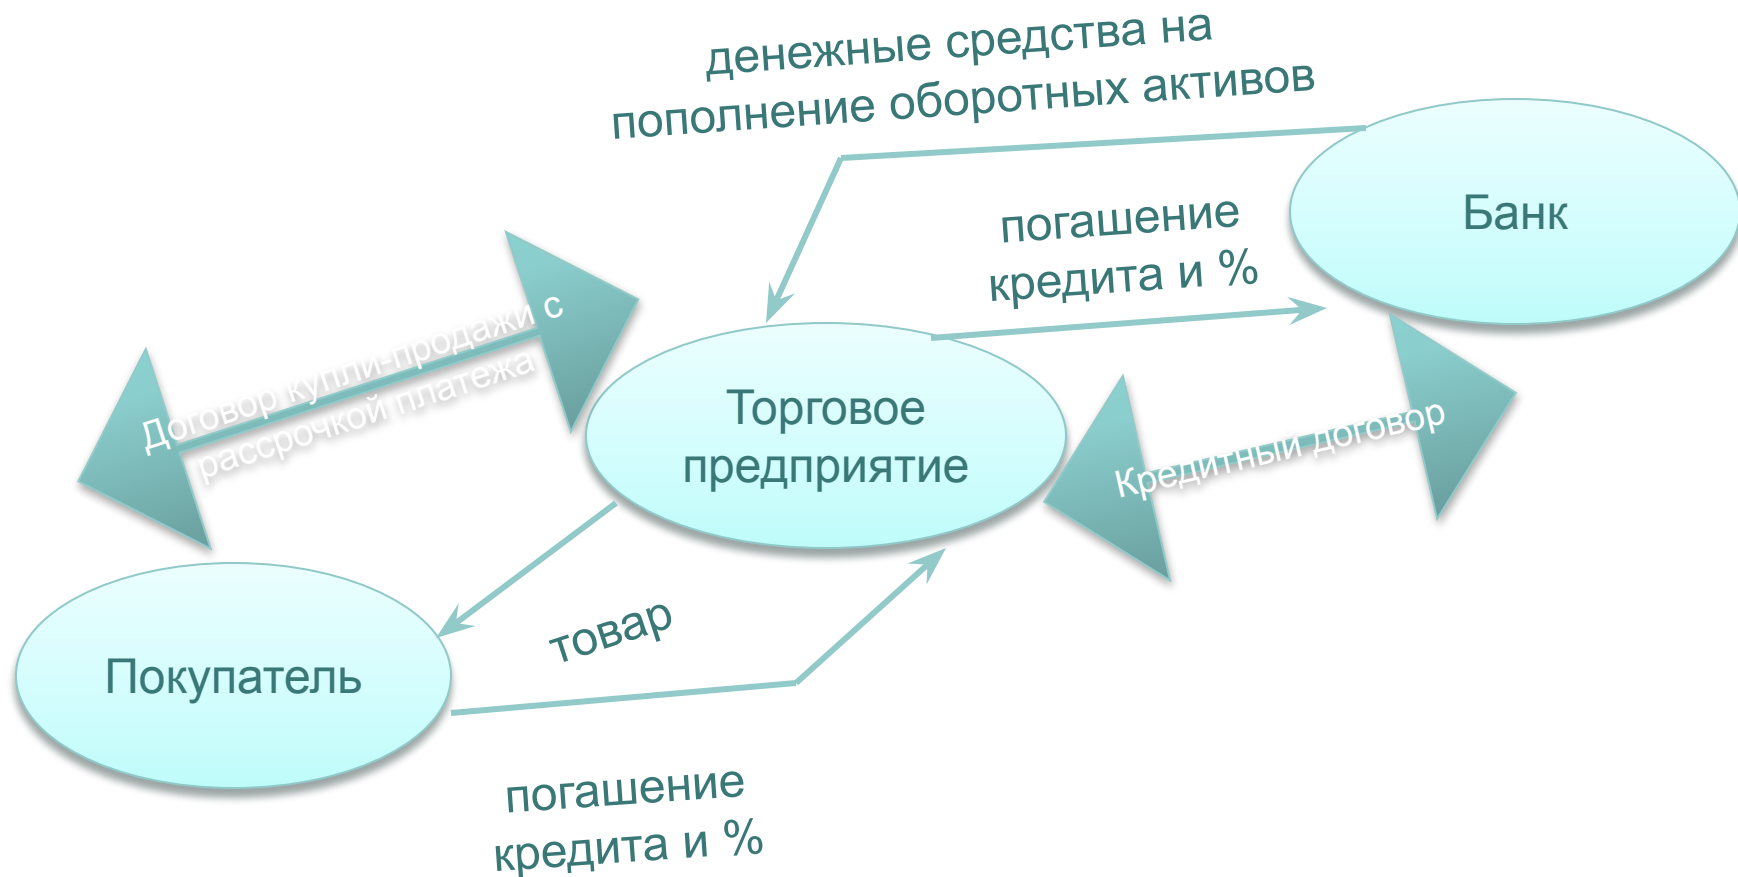 денежные средства на
пополнение оборотных активов
Банк
погашение
кредита и %
Договор купли-продажи с
рассрочкой платежа
Торговое
предприятие
Кредитный договор
товар
Покупатель
погашение
кредита и %